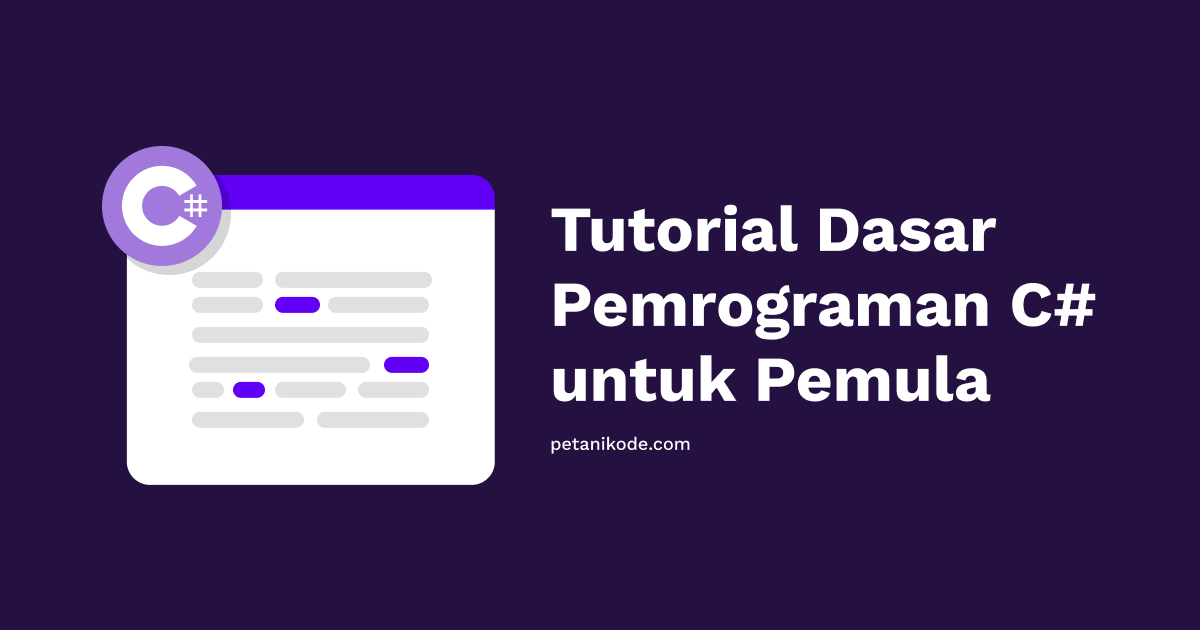 C#
Tutorial Dasar
Pemrograman C#
untuk Pemula
petanikode.com